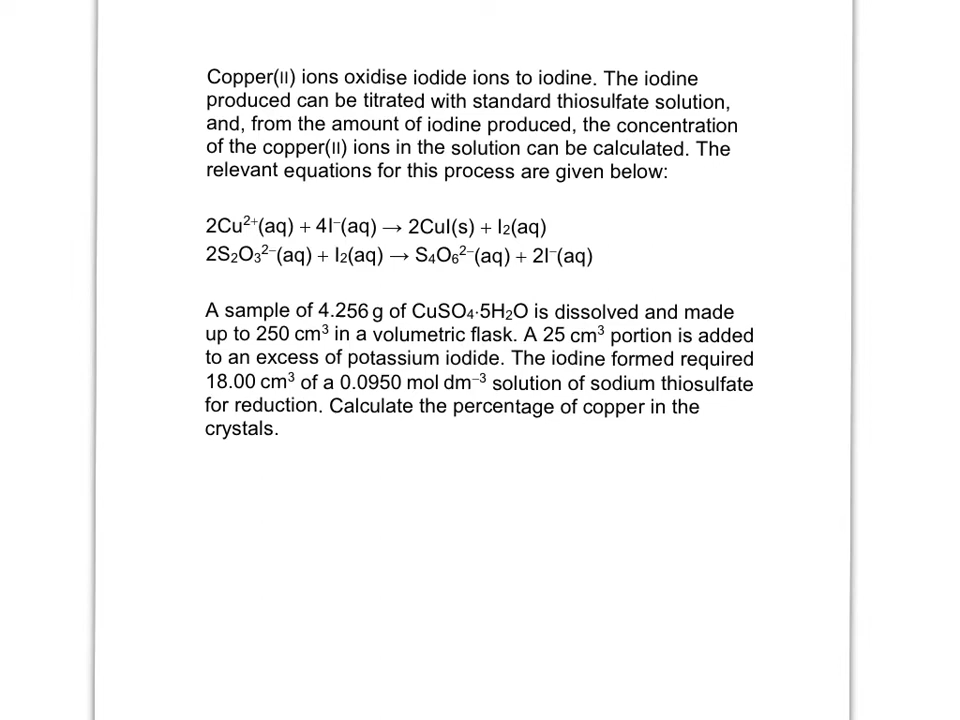 Copper(II) ions oxidise iodide ions to iodine. The iodine
produced can be titrated with standard thiosulfate solution,
and, from the amount of iodine produced, the concentration
of the copper(II) ions in the solution can be calculated. The
relevant equations for this process are given below:
2Cu²⁺(aq) + 4I⁻(aq) → 2CuI(s) + I₂(aq)
2S₂O₃²⁻(aq) + I₂(aq) → S₄O₆²⁻(aq) + 2I⁻(aq)
A sample of 4.256 g of CuSO₄·5H₂O is dissolved and made
up to 250 cm³ in a volumetric flask. A 25 cm³ portion is added
to an excess of potassium iodide. The iodine formed required
18.00 cm³ of a 0.0950 mol dm⁻³ solution of sodium thiosulfate
for reduction. Calculate the percentage of copper in the
crystals.